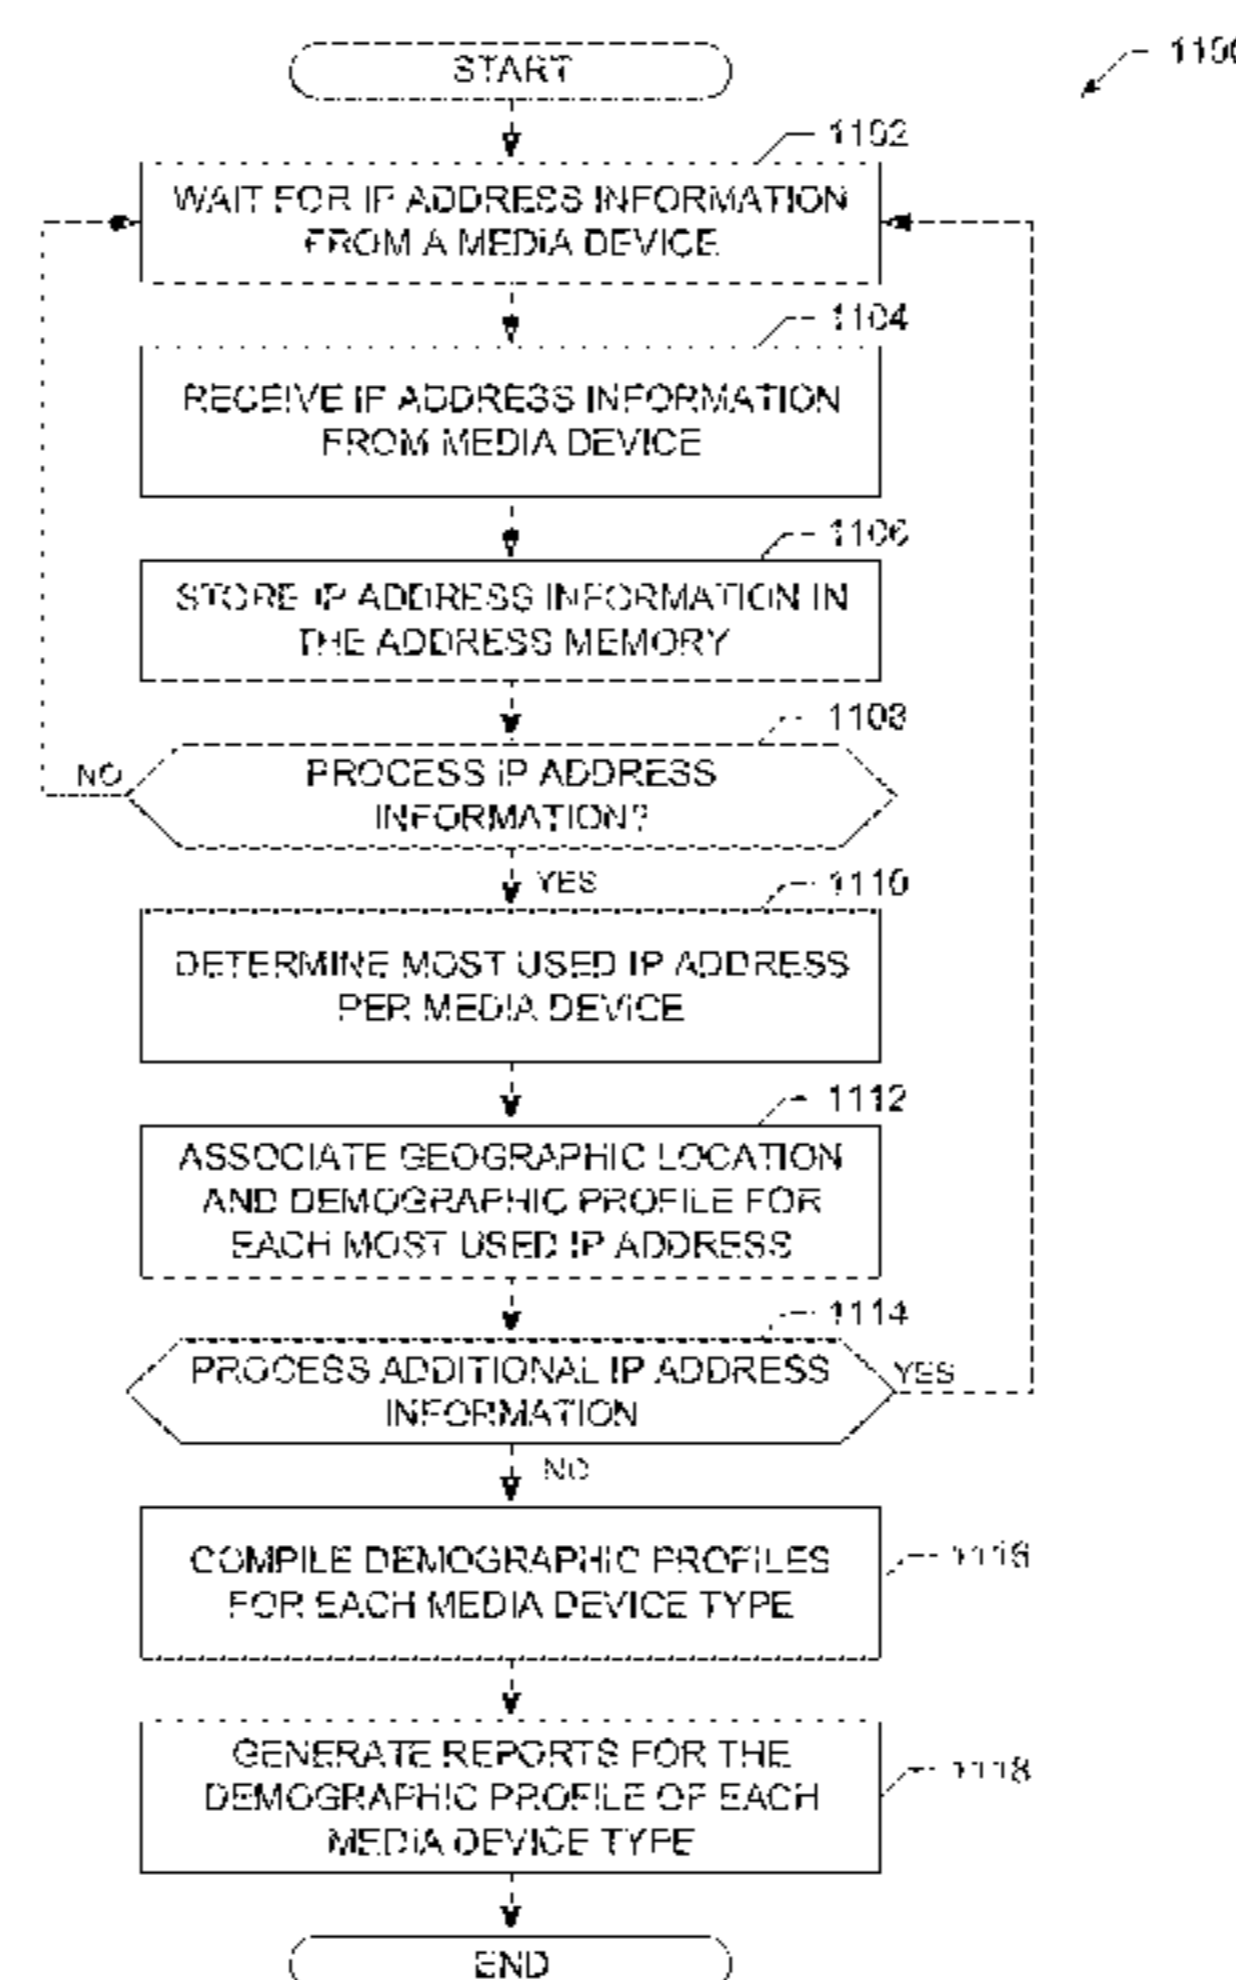 START
1100
1102
WAIT FOR IP ADDRESS INFORMATION
FROM A MEDIA DEVICE
1104
RECEIVE IP ADDRESS INFORMATION
FROM MEDIA DEVICE
1106
STORE IP ADDRESS INFORMATION IN
THE ADDRESS MEMORY
1108
PROCESS IP ADDRESS
INFORMATION?
NO
YES
1110
DETERMINE MOST USED IP ADDRESS
PER MEDIA DEVICE
1112
ASSOCIATE GEOGRAPHIC LOCATION
AND DEMOGRAPHIC PROFILE FOR
EACH MOST USED IP ADDRESS
1114
PROCESS ADDITIONAL IP ADDRESS
INFORMATION
YES
NO
COMPILE DEMOGRAPHIC PROFILES
FOR EACH MEDIA DEVICE TYPE
1116
GENERATE REPORTS FOR THE
DEMOGRAPHIC PROFILE OF EACH
MEDIA DEVICE TYPE
1118
END